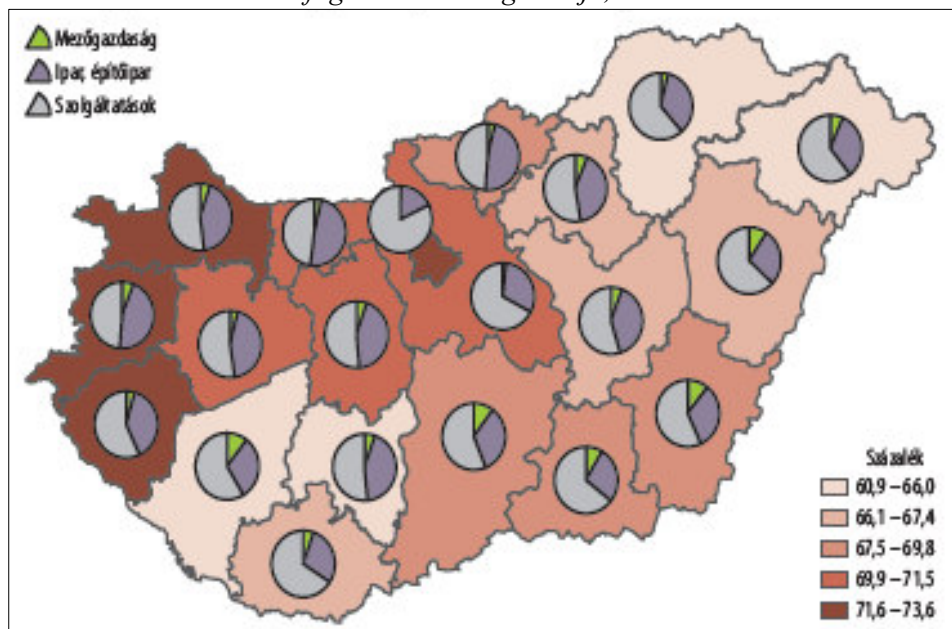 Mezőgazdaság
Ipar, építőipar
Szolgáltatások
Százalék
60,9 – 66,0
66,1 – 67,4
67,5 – 69,8
69,9 – 71,5
71,6 – 73,6